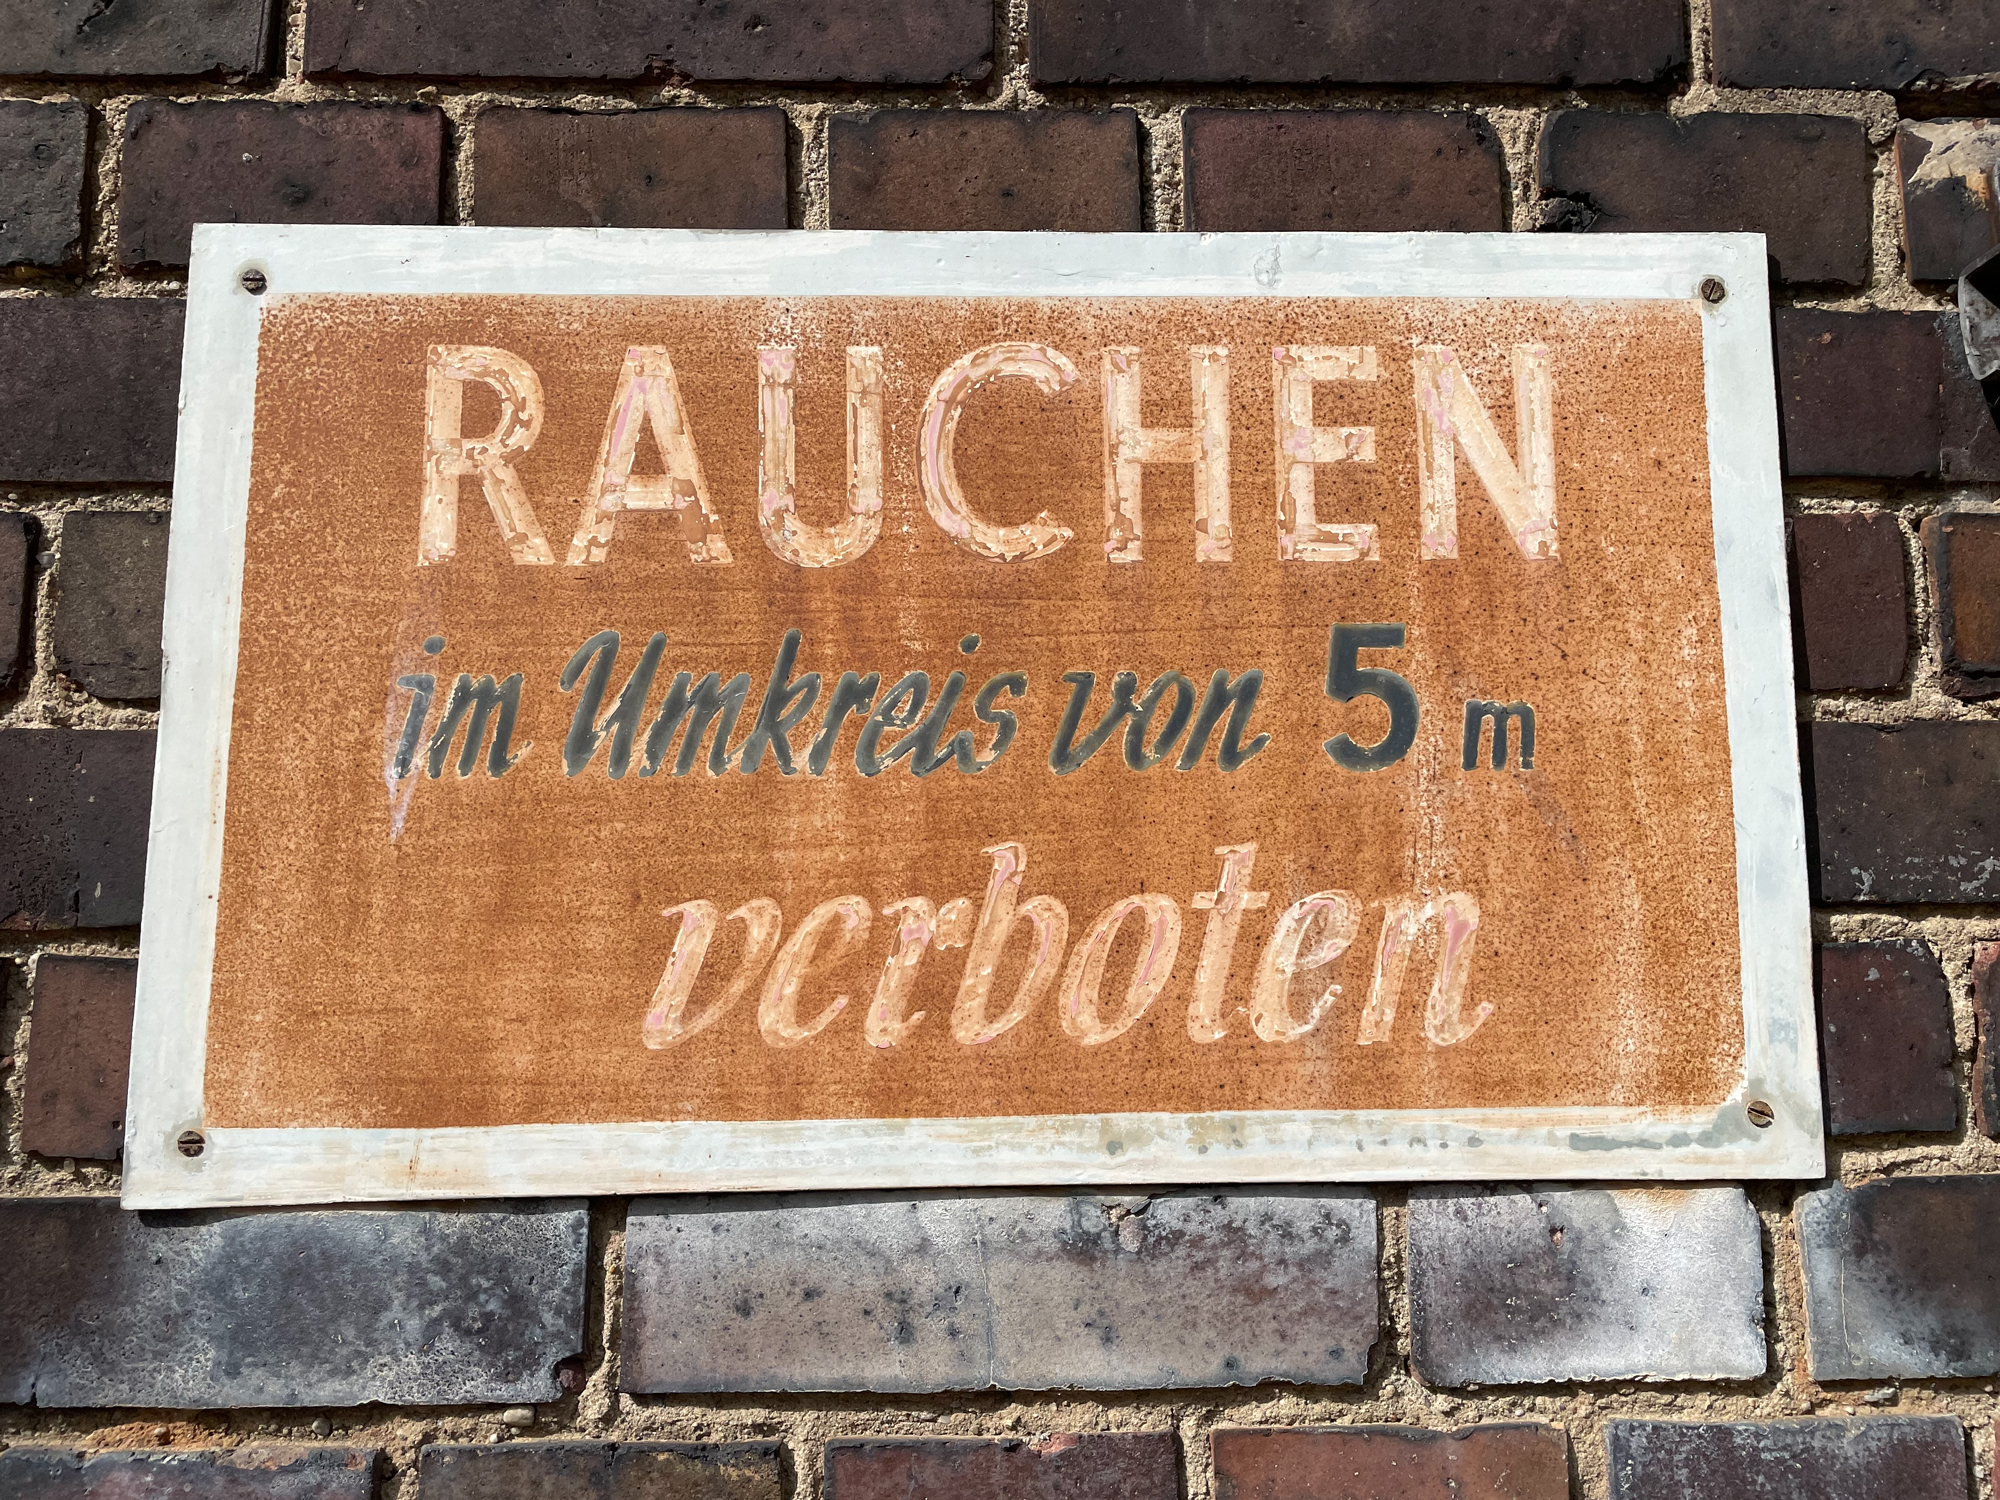 RAUCHEN
im Umkreis von 5 m
verboten